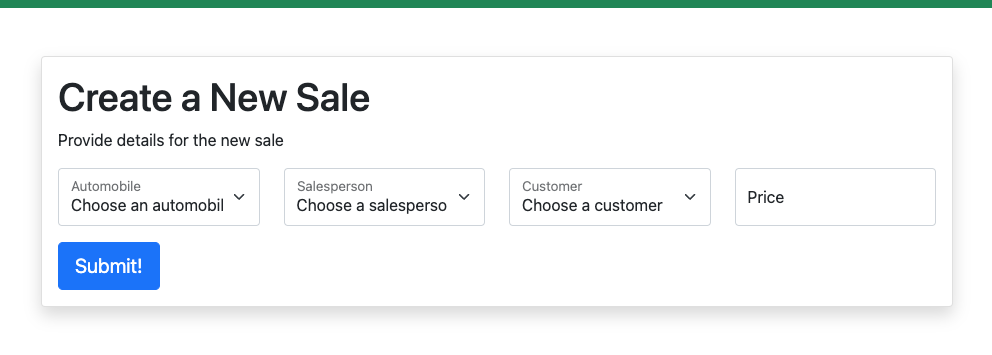 Create a New Sale
Provide details for the new sale
Automobile
Choose an automobil
Salesperson
Choose a salesperso
Customer
Choose a customer
Price
Submit!